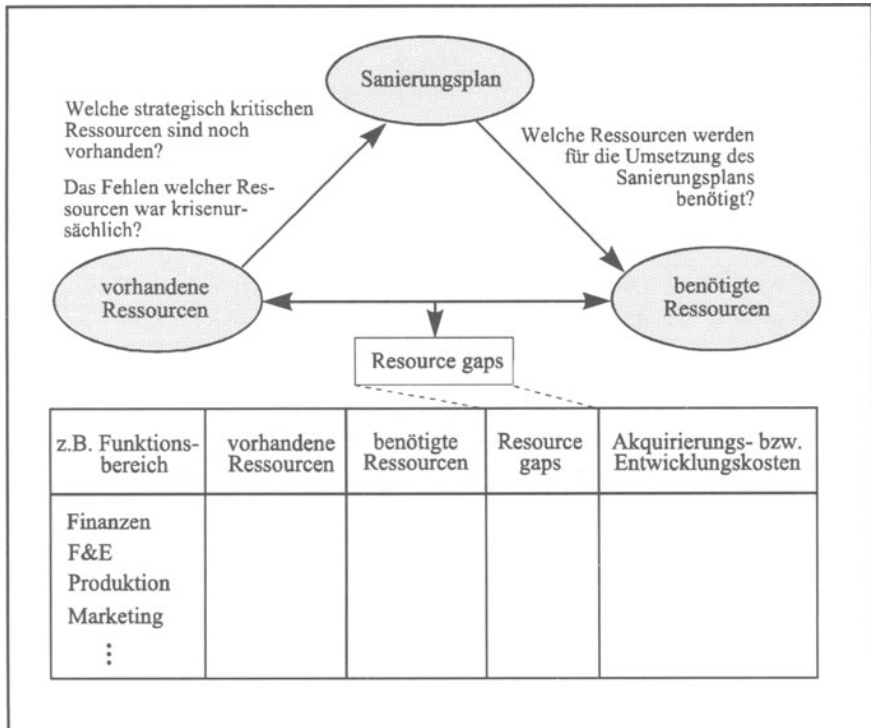 Sanierungsplan
Welche strategisch kritischen
Ressourcen sind noch
vorhanden?
Das Fehlen welcher Res-
sourcen war krisenur-
sächlich?
Welche Ressourcen werden
für die Umsetzung des
Sanierungsplans
benötigt?
vorhandene
Ressourcen
benötigte
Ressourcen
Resource gaps
z.B. Funktions-
bereich
vorhandene
Ressourcen
benötigte
Ressourcen
Resource
gaps
Akquirierungs- bzw.
Entwicklungskosten
Finanzen
F&E
Produktion
Marketing
⋮